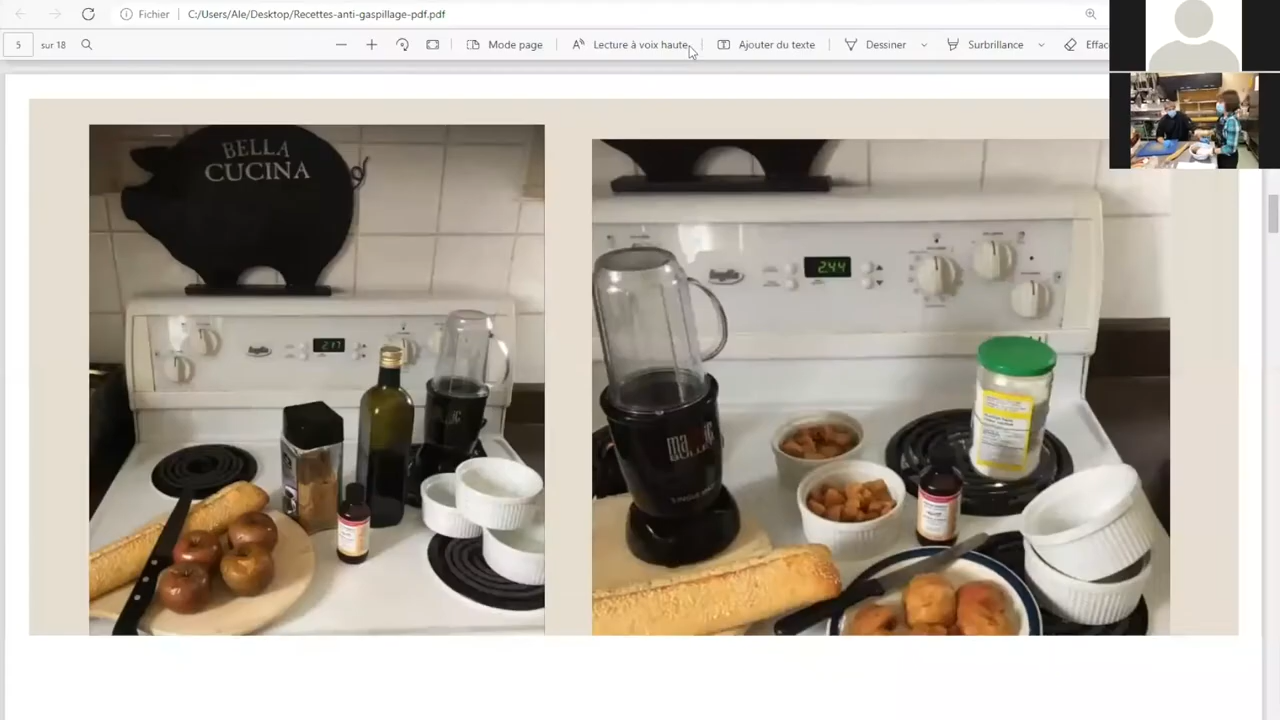 Fichier
C:/Users/Ale/Desktop/Recettes-anti-gaspillage-pdf.pdf
5
sur 18
Mode page
Lecture à voix haute
Ajouter du texte
Dessiner
Surbrillance
Effac
BELLA
CUCINA
2:17
2:44